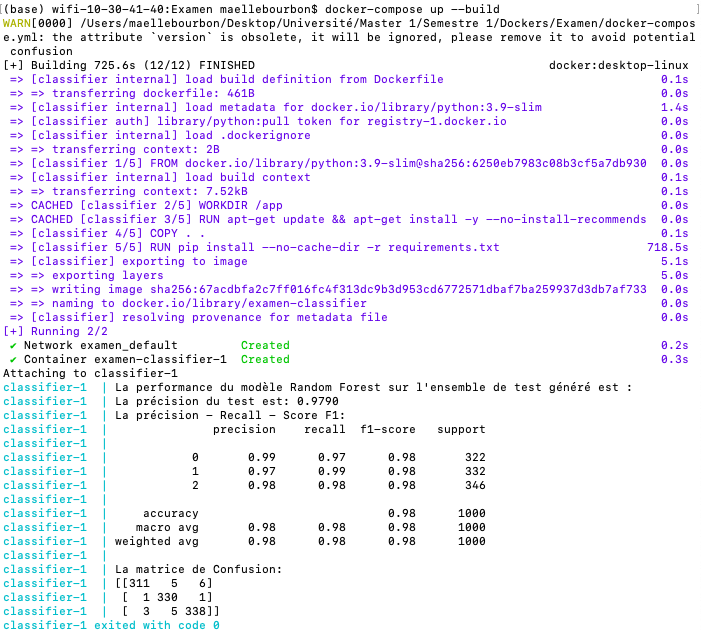 (base) wifi-10-30-41-40:Examen maellebourbon$ docker-compose up --build
WARN[0000] /Users/maellebourbon/Desktop/Université/Master 1/Semestre 1/Dockers/Examen/docker-compos
e.yml: the attribute `version` is obsolete, it will be ignored, please remove it to avoid potential
 confusion
[+] Building 725.6s (12/12) FINISHED                                          docker:desktop-linux
 => [classifier internal] load build definition from Dockerfile                               0.1s
 => => transferring dockerfile: 461B                                                          0.0s
 => [classifier internal] load metadata for docker.io/library/python:3.9-slim                 1.4s
 => [classifier auth] library/python:pull token for registry-1.docker.io                      0.0s
 => [classifier internal] load .dockerignore                                                  0.0s
 => => transferring context: 2B                                                               0.0s
 => [classifier 1/5] FROM docker.io/library/python:3.9-slim@sha256:6250eb7983c08b3cf5a7db930  0.0s
 => [classifier internal] load build context                                                  0.1s
 => => transferring context: 7.52kB                                                           0.1s
 => CACHED [classifier 2/5] WORKDIR /app                                                      0.0s
 => CACHED [classifier 3/5] RUN apt-get update && apt-get install -y --no-install-recommends  0.0s
 => [classifier 4/5] COPY . .                                                                 0.1s
 => [classifier 5/5] RUN pip install --no-cache-dir -r requirements.txt                     718.5s
 => [classifier] exporting to image                                                           5.1s
 => => exporting layers                                                                       5.0s
 => => writing image sha256:67acdbfa2c7ff016fc4f313dc9b3d953cd6772571dbaf7ba259937d3db7af733  0.0s
 => => naming to docker.io/library/examen-classifier                                          0.0s
 => [classifier] resolving provenance for metadata file                                       0.0s
[+] Running 2/2
 ✔ Network examen_default         Created                                                     0.2s
 ✔ Container examen-classifier-1  Created                                                     0.3s
Attaching to classifier-1
classifier-1  | La performance du modèle Random Forest sur l'ensemble de test généré est :
classifier-1  | La précision du test est: 0.9790
classifier-1  | La précision - Recall - Score F1:
classifier-1  |               precision    recall  f1-score   support
classifier-1  |
classifier-1  |            0       0.99      0.97      0.98       322
classifier-1  |            1       0.97      0.99      0.98       332
classifier-1  |            2       0.98      0.98      0.98       346
classifier-1  |
classifier-1  |     accuracy                           0.98      1000
classifier-1  |    macro avg       0.98      0.98      0.98      1000
classifier-1  | weighted avg       0.98      0.98      0.98      1000
classifier-1  |
classifier-1  | La matrice de Confusion:
classifier-1  | [[311   5   6]
classifier-1  |  [  1 330   1]
classifier-1  |  [  3   5 338]]
classifier-1 exited with code 0